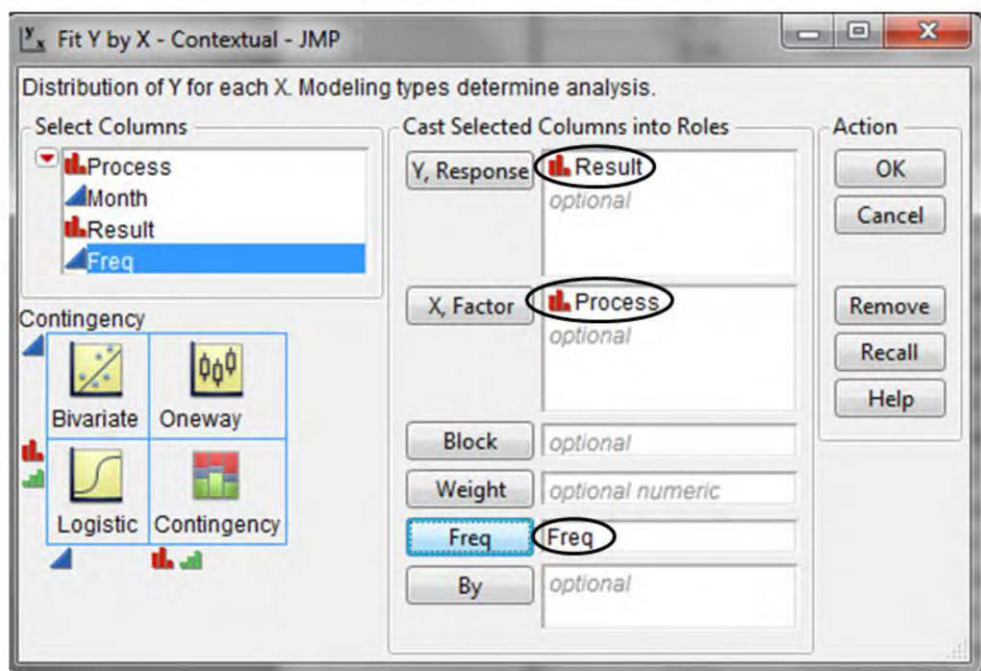 Fit Y by X - Contextual - JMP
Distribution of Y for each X. Modeling types determine analysis.
Select Columns
Process
Month
Result
Freq
Contingency
Bivariate Oneway
Logistic Contingency
Cast Selected Columns into Roles
Y, Response Result
optional
X, Factor Process
optional
Block optional
Weight optional numeric
Freq Freq
By optional
Action
OK
Cancel
Remove
Recall
Help